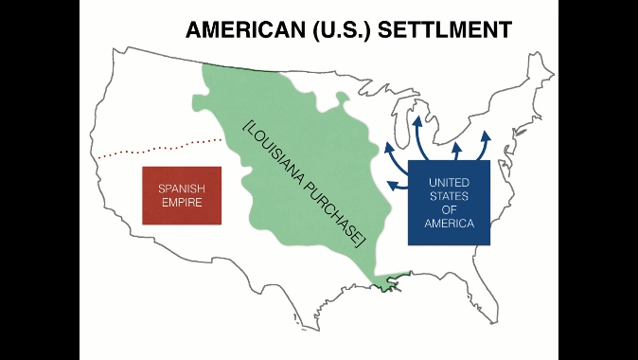 AMERICAN (U.S.) SETTLMENT
[LOUISIANA PURCHASE]
SPANISH
EMPIRE
UNITED
STATES
OF
AMERICA